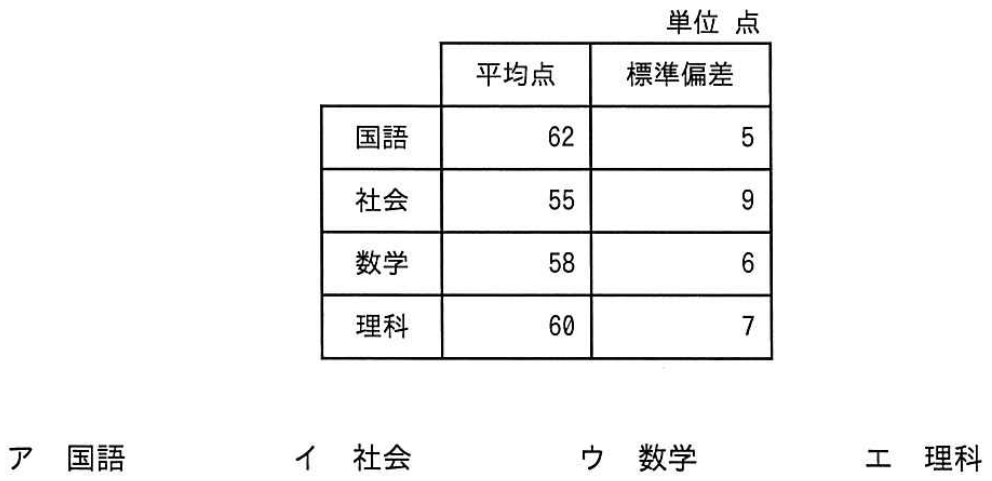 単位 点
平均点 標準偏差
国語 62 5
社会 55 9
数学 58 6
理科 60 7
ア 国語 イ 社会 ウ 数学 エ 理科